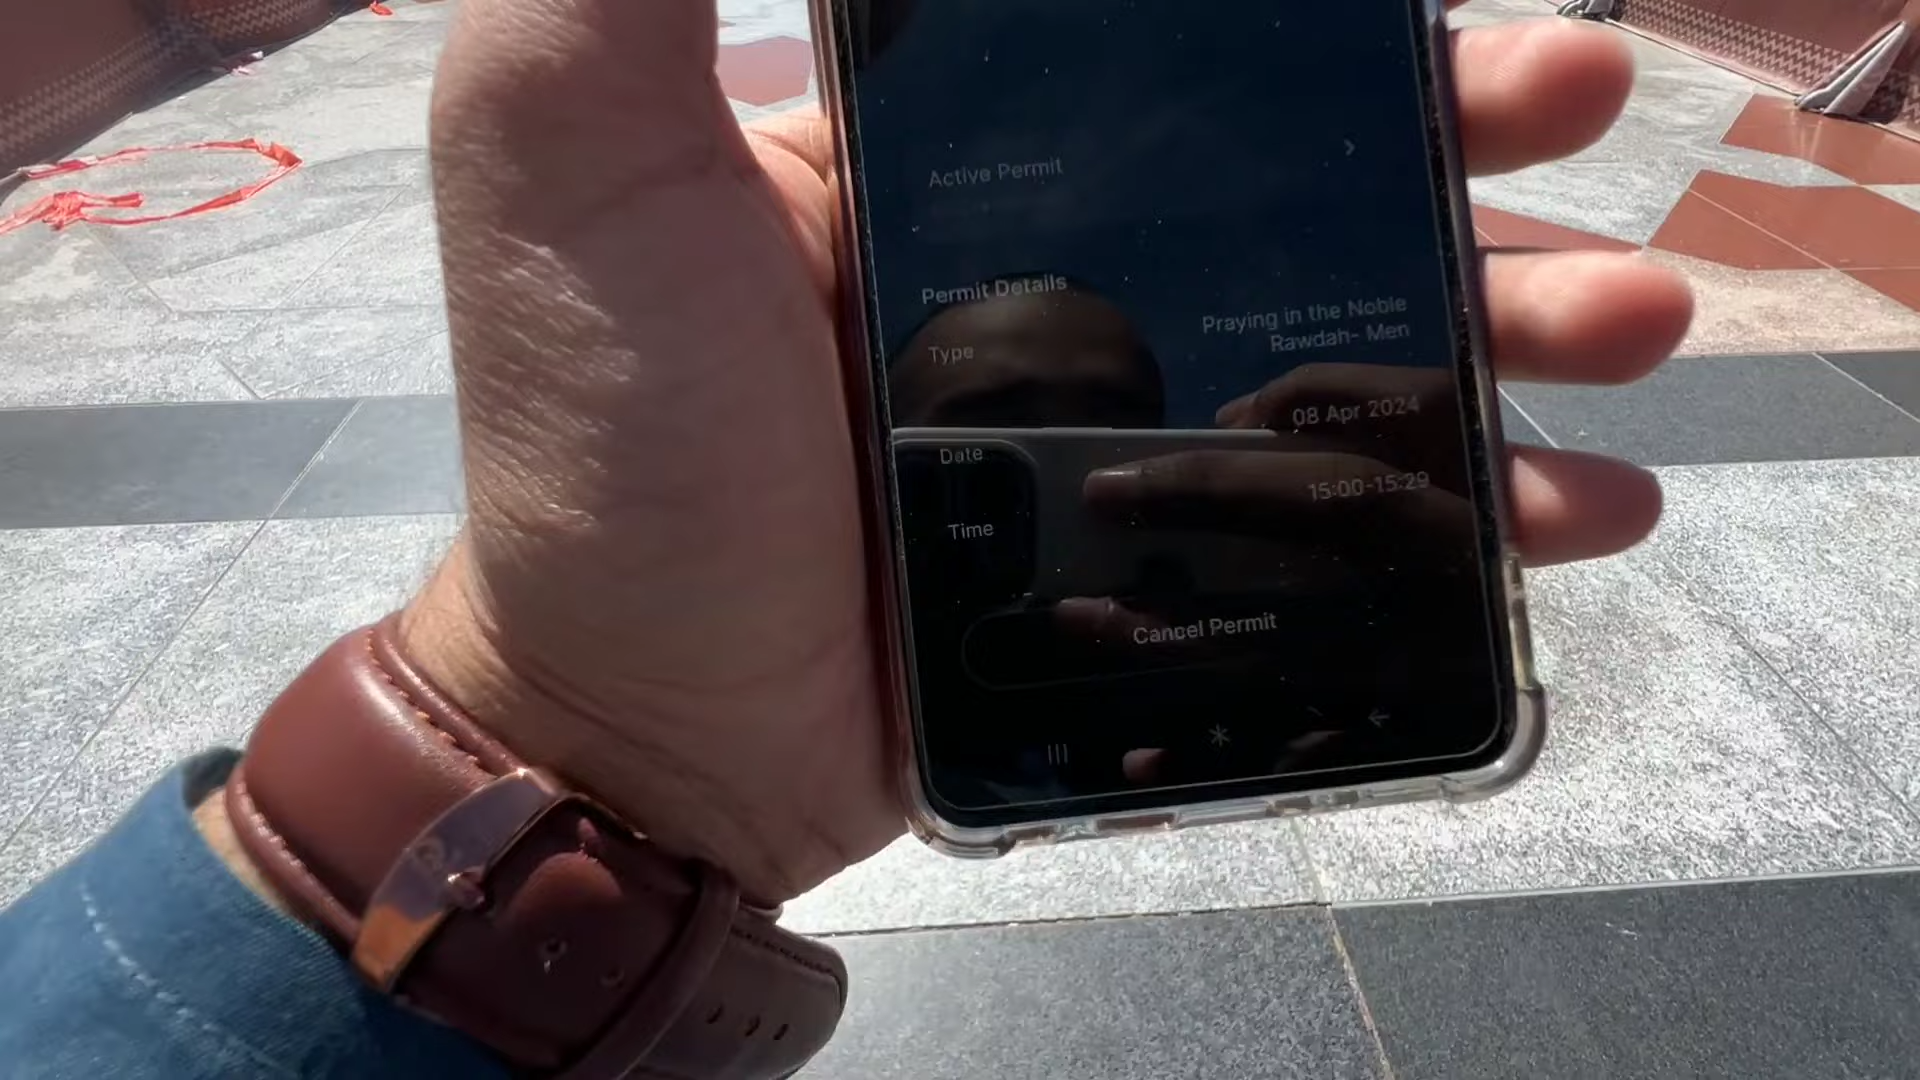 Active Permit
Permit Details
Type
Praying in the Noble
Rawdah- Men
Date
08 Apr 2024
Time
15:00-15:29
Cancel Permit